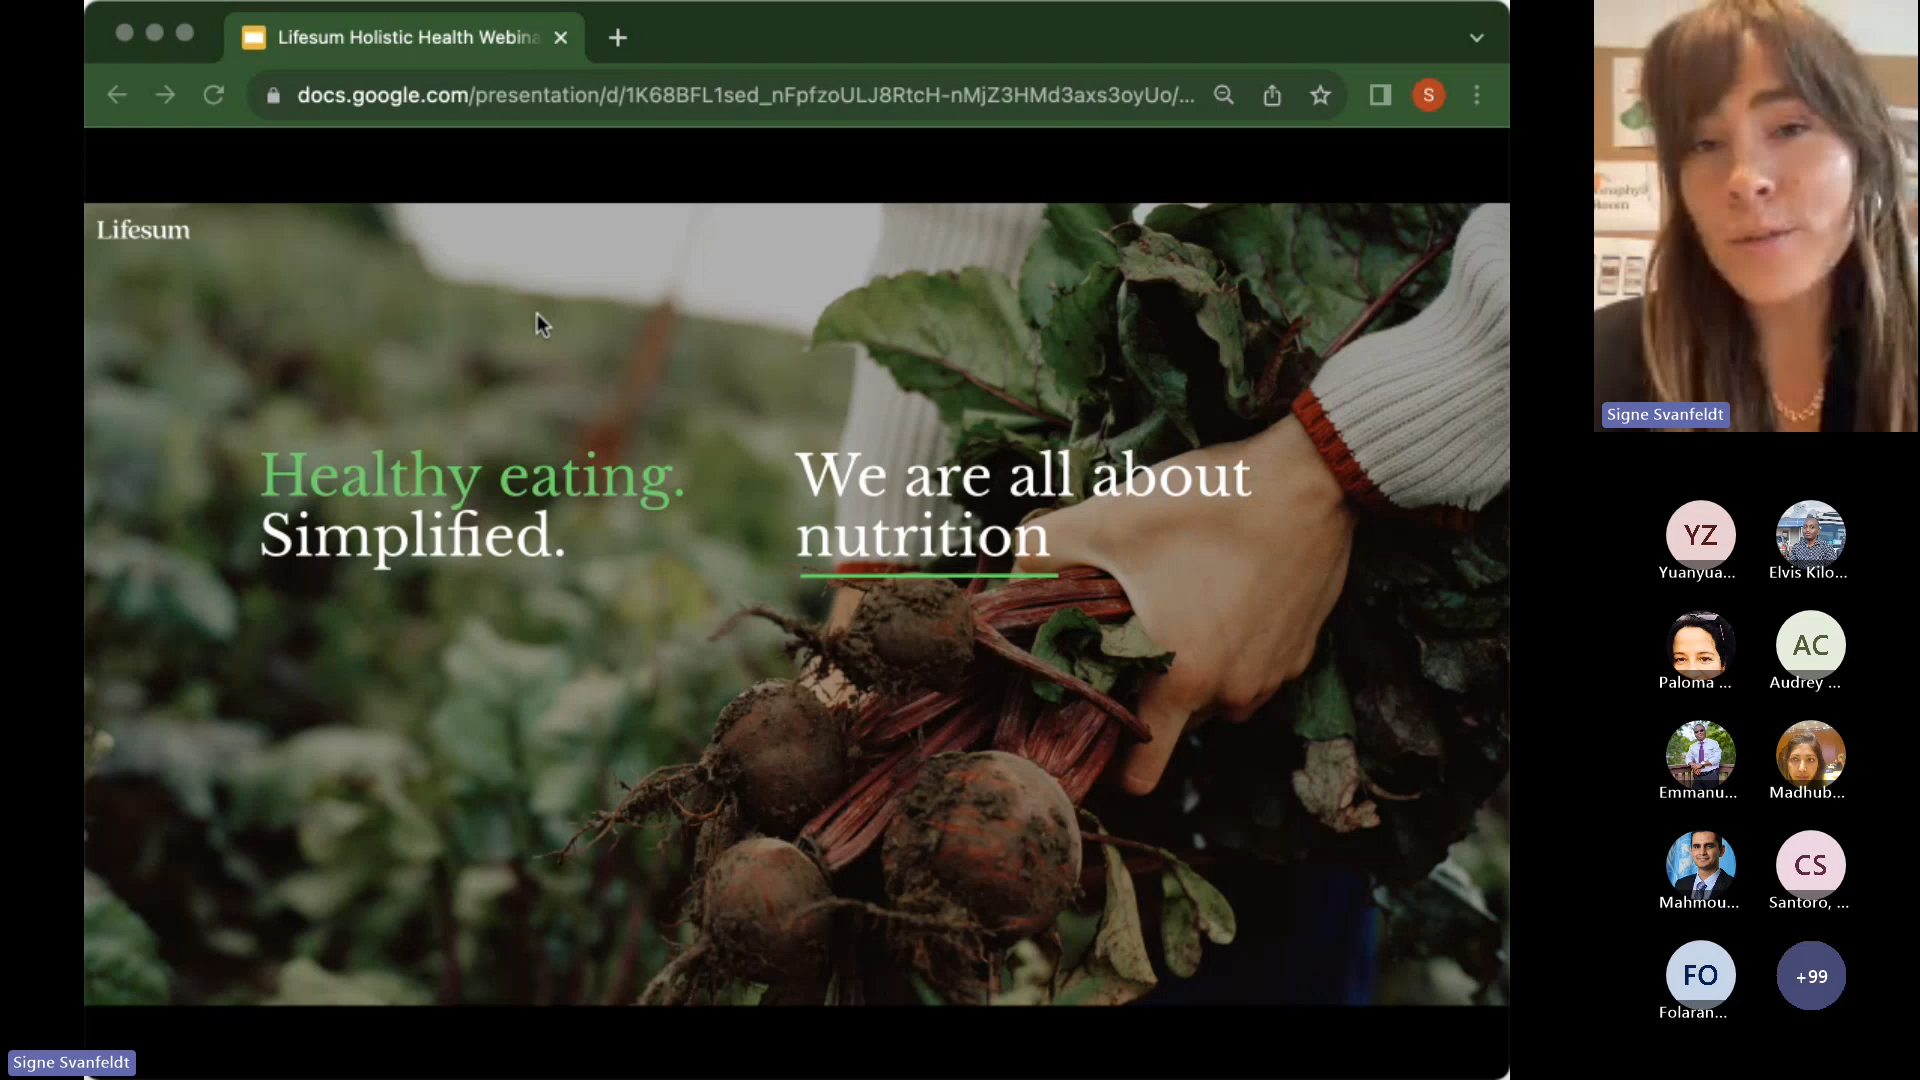 Lifesum Holistic Health Webina
docs.google.com/presentation/d/1K68BFL1sed_nFpfzoULJ8RtcH-nMjZ3HMd3axs3oyUo/...
S
Lifesum
Healthy eating.
Simplified.
We are all about
nutrition
Signe Svanfeldt
YZ
Yuanyua...
Elvis Kilo...
Paloma ...
AC
Audrey ...
Emmanu...
Madhub...
Mahmou...
CS
Santoro, ...
FO
Folaran...
+99
Signe Svanfeldt